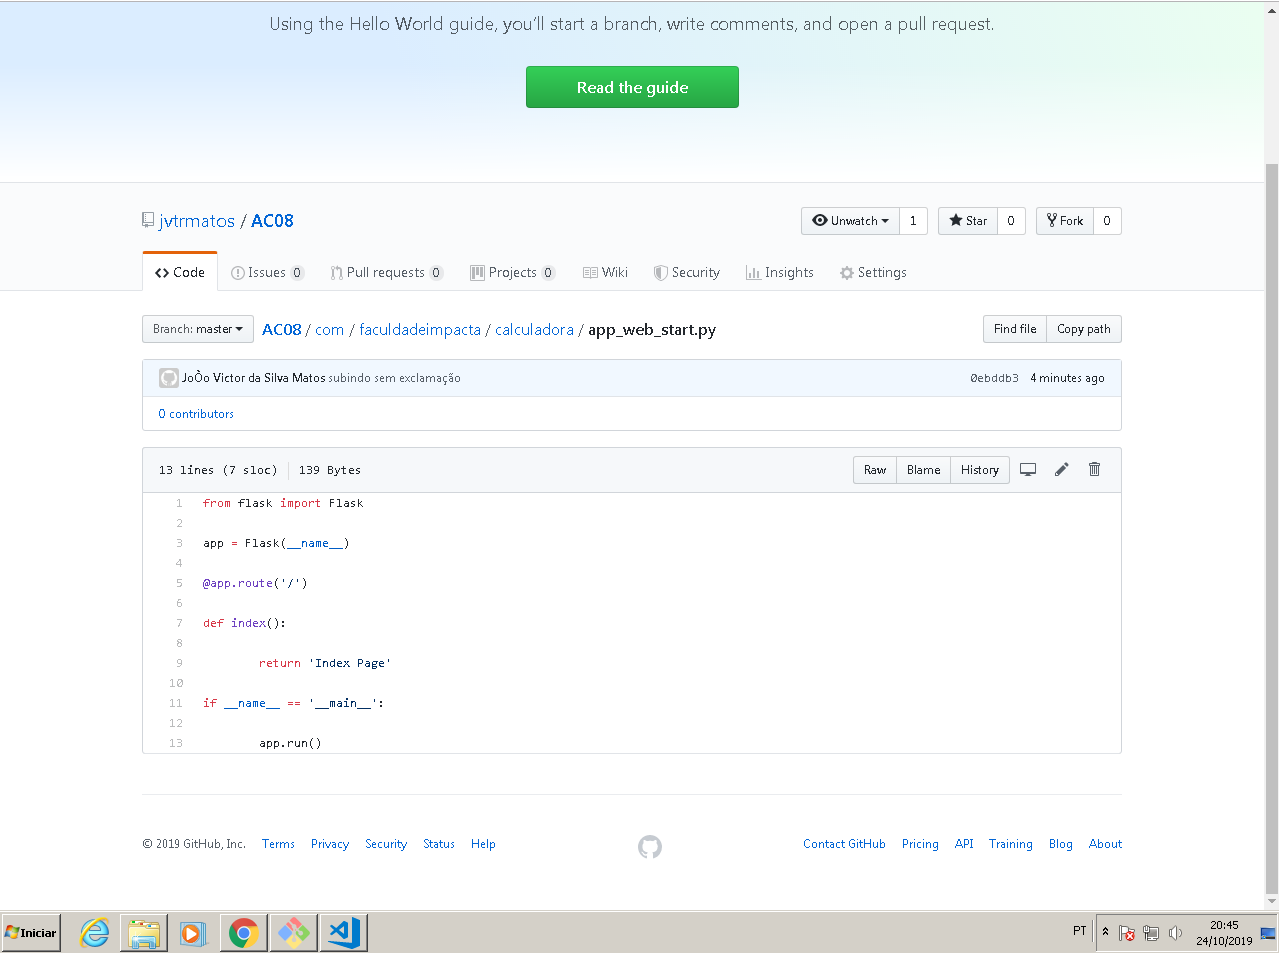 Using the Hello World guide, you’ll start a branch, write comments, and open a pull request.
Read the guide
jvtrmatos / AC08
Unwatch 1 Star 0 Fork 0
Code Issues 0 Pull requests 0 Projects 0 Wiki Security Insights Settings
Branch: master AC08 / com / faculdadeimpacta / calculadora / app_web_start.py Find file Copy path
JoÒo Victor da Silva Matos subindo sem exclamação 0ebddb3 4 minutes ago
0 contributors
13 lines (7 sloc) 139 Bytes Raw Blame History
1 from flask import Flask
2
3 app = Flask(__name__)
4
5 @app.route('/')
6
7 def index():
8
9 return 'Index Page'
10
11 if __name__ == '__main__':
12
13 app.run()
© 2019 GitHub, Inc. Terms Privacy Security Status Help Contact GitHub Pricing API Training Blog About
Iniciar PT 20:45
24/10/2019